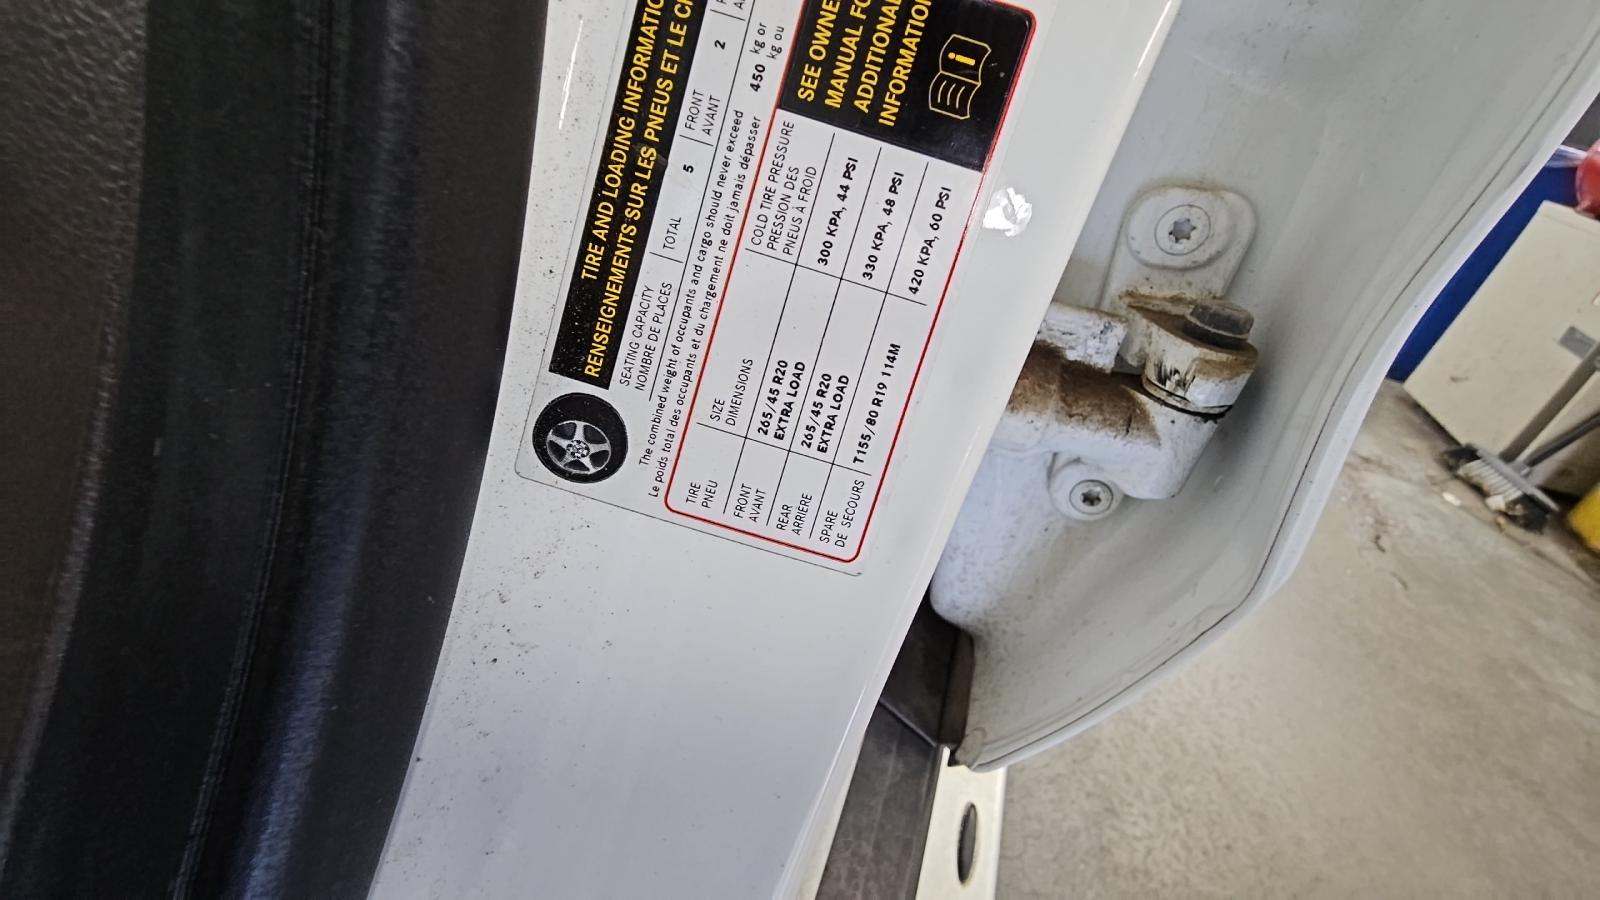 TIRE AND LOADING INFORMATIO
RENSEIGNEMENTS SUR LES PNEUS ET LE C
SEATING CAPACITY
NOMBRE DE PLACES
TOTAL 5
FRONT
AVANT
2
The combined weight of occupants and cargo should never exceed 450 kg or
Le poids total des occupants et du chargement ne doit jamais dépasser kg ou
TIRE
PNEU
SIZE
DIMENSIONS
COLD TIRE PRESSURE
PRESSION DES
PNEUS À FROID
FRONT
AVANT
265/45 R20
EXTRA LOAD
300 KPA, 44 PSI
REAR
ARRIÈRE
265/45 R20
EXTRA LOAD
330 KPA, 48 PSI
SPARE
DE SECOURS
T155/80 R19 114M
420 KPA, 60 PSI
SEE OWNE
MANUAL FO
ADDITIONAL
INFORMATION
i